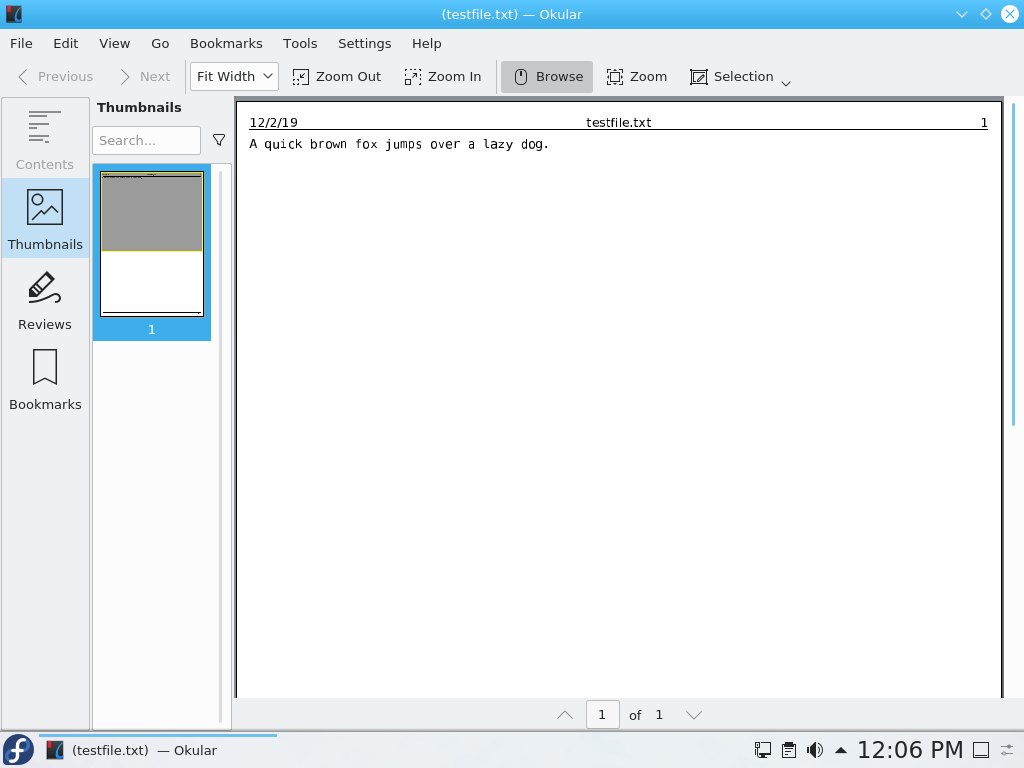 (testfile.txt) — Okular
File Edit View Go Bookmarks Tools Settings Help
Previous Next Fit Width Zoom Out Zoom In Browse Zoom Selection
Contents
Thumbnails
Reviews
Bookmarks
Thumbnails
Search...
1
12/2/19 testfile.txt 1
A quick brown fox jumps over a lazy dog.
1 of 1
(testfile.txt) — Okular 12:06 PM